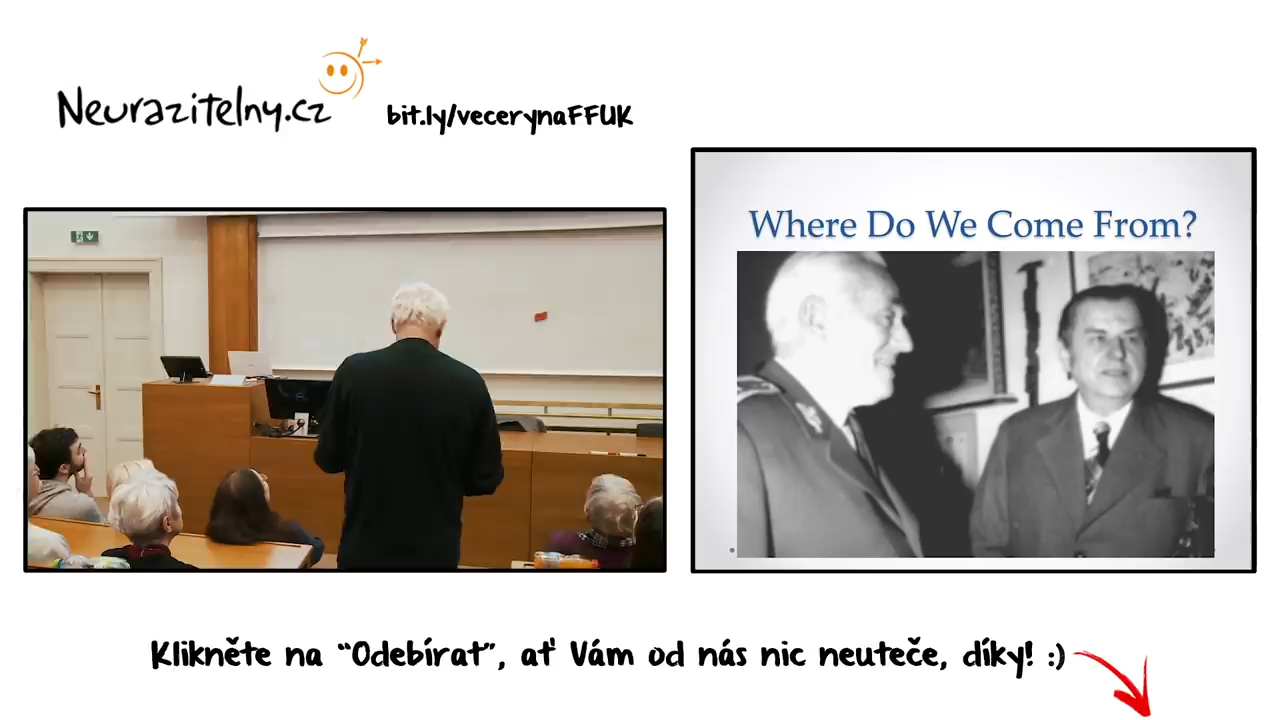 Neurazitelny.cz
bit.ly/vecerynaFFUK
Where Do We Come From?
Klikněte na “Odebírat”, ať Vám od nás nic neuteče, díky! :)